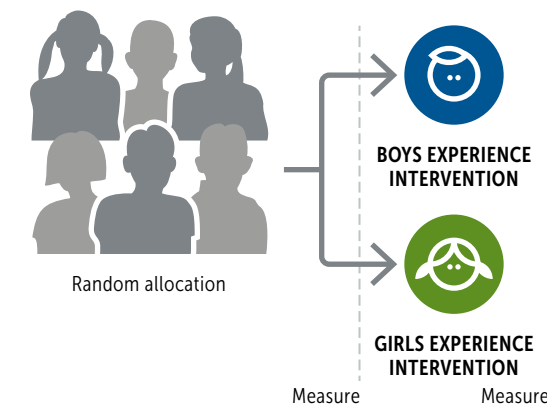 BOYS EXPERIENCE
INTERVENTION
Random allocation
GIRLS EXPERIENCE
INTERVENTION
Measure Measure